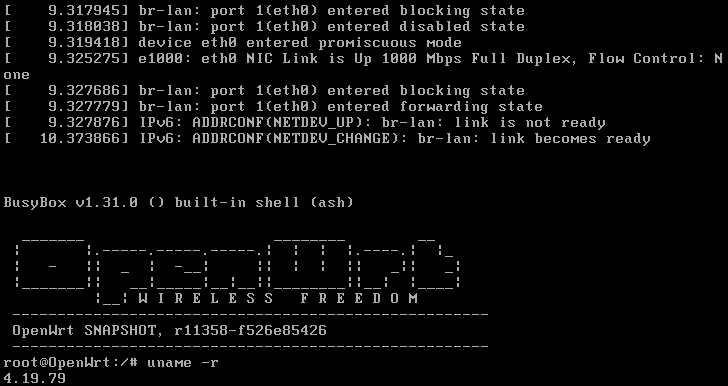 [    9.317945] br-lan: port 1(eth0) entered blocking state
[    9.318038] br-lan: port 1(eth0) entered disabled state
[    9.319418] device eth0 entered promiscuous mode
[    9.325275] e1000: eth0 NIC Link is Up 1000 Mbps Full Duplex, Flow Control: N
one
[    9.327686] br-lan: port 1(eth0) entered blocking state
[    9.327779] br-lan: port 1(eth0) entered forwarding state
[    9.327876] IPv6: ADDRCONF(NETDEV_UP): br-lan: link is not ready
[   10.373866] IPv6: ADDRCONF(NETDEV_CHANGE): br-lan: link becomes ready
BusyBox v1.31.0 () built-in shell (ash)
OpenWrt
W I R E L E S S   F R E E D O M
OpenWrt SNAPSHOT, r11358-f526e85426
root@OpenWrt:/# uname -r
4.19.79